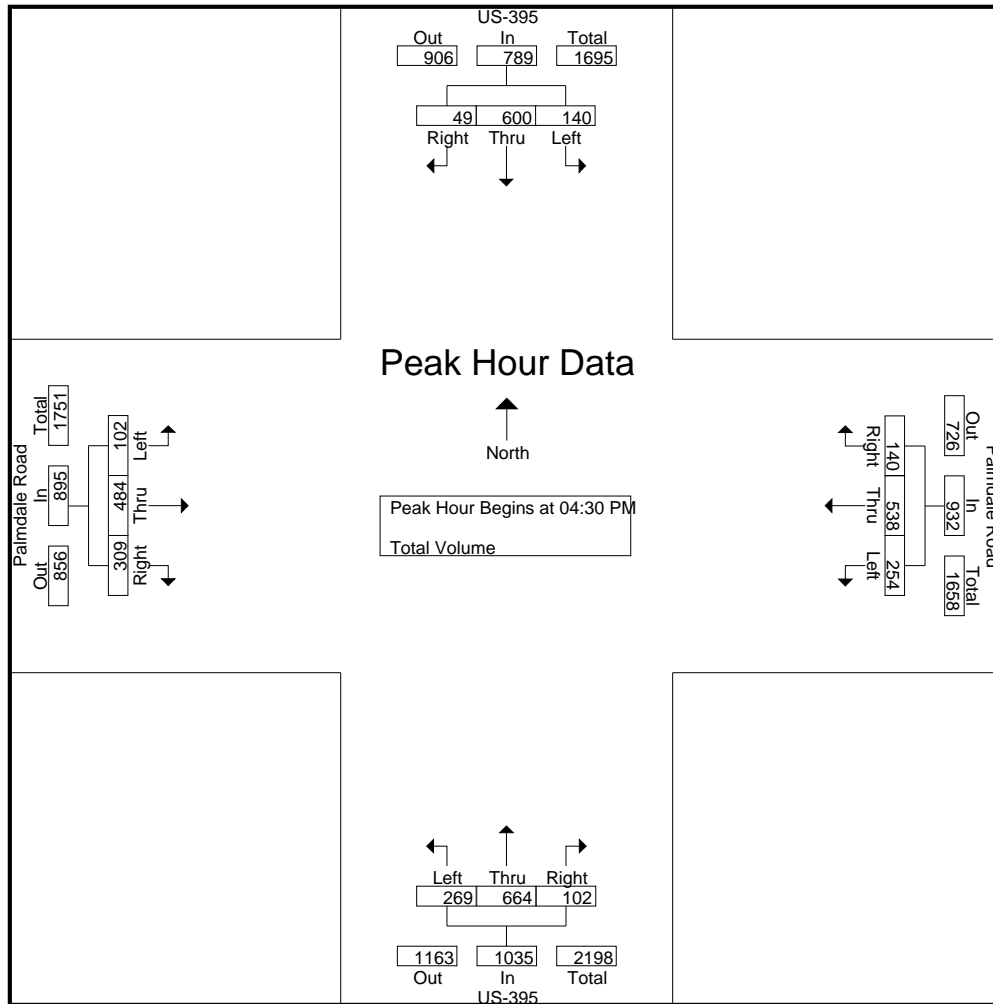 US-395
Out In Total
906 789 1695
49 600 140
Right Thru Left
Peak Hour Data
North
Peak Hour Begins at 04:30 PM
Total Volume
Palmdale Road
Out In Total
856 895 1751
Right Thru Left
309 484 102
Palmdale Road
Out In Total
726 932 1658
Right Thru Left
140 538 254
Left Thru Right
269 664 102
1163 1035 2198
Out In Total
US-395